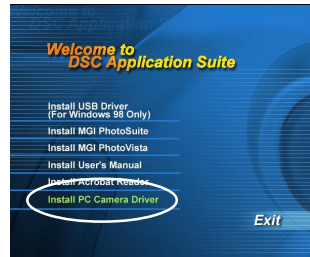 Welcome to
DSC Application Suite
Install USB Driver
(For Windows 98 Only)
Install MGI PhotoSuite
Install MGI PhotoVista
Install User's Manual
Install Acrobat Reader
Install PC Camera Driver
Exit